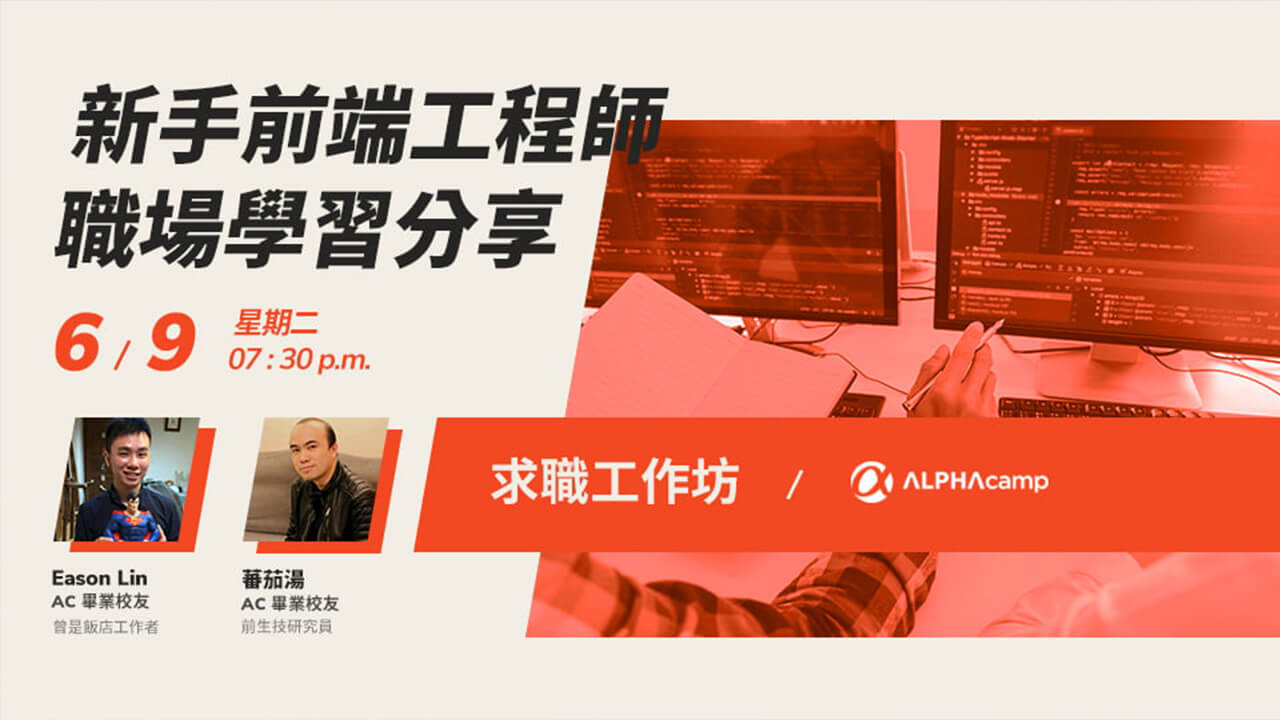 新手前端工程師
職場學習分享
6 / 9
星期二
07 : 30 p.m.
求職工作坊 / ALPHAcamp
Eason Lin
AC 畢業校友
曾是飯店工作者
蕃茄湯
AC 畢業校友
前生技研究員